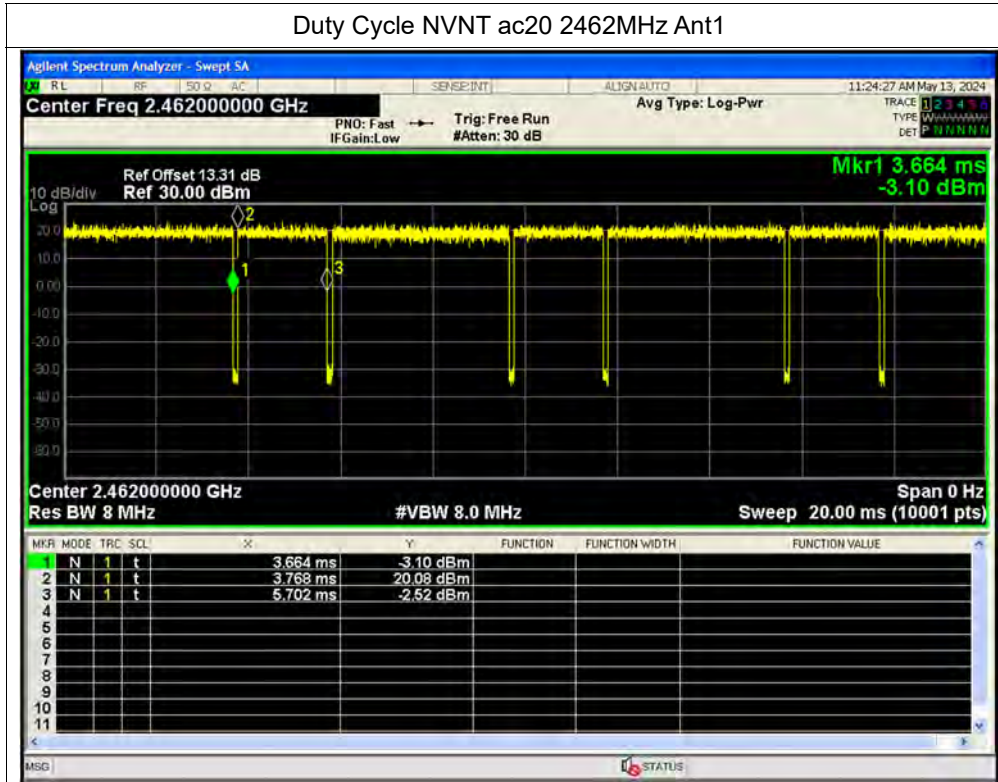 Duty Cycle NVNT ac20 2462MHz Ant1
Agilent Spectrum Analyzer - Swept SA
RL RF 50 Ω AC SENSE:INT ALIGN AUTO 11:24:27 AM May 13, 2024
Center Freq 2.462000000 GHz
PNO: Fast
IFGain:Low
Trig: Free Run
#Atten: 30 dB
Avg Type: Log-Pwr
TRACE 1 2 3 4 5 6
TYPE W
DET P N N N N N
Mkr1 3.664 ms
-3.10 dBm
Ref Offset 13.31 dB
10 dB/div Ref 30.00 dBm
Log
20.0
10.0
0.00
-10.0
-20.0
-30.0
-40.0
-50.0
-60.0
2
1
3
Center 2.462000000 GHz Span 0 Hz
Res BW 8 MHz #VBW 8.0 MHz Sweep 20.00 ms (10001 pts)
MKR MODE TRC SCL X Y FUNCTION FUNCTION WIDTH FUNCTION VALUE
1 N 1 t 3.664 ms -3.10 dBm
2 N 1 t 3.768 ms 20.08 dBm
3 N 1 t 5.702 ms -2.52 dBm
4
5
6
7
8
9
10
11
MSG STATUS